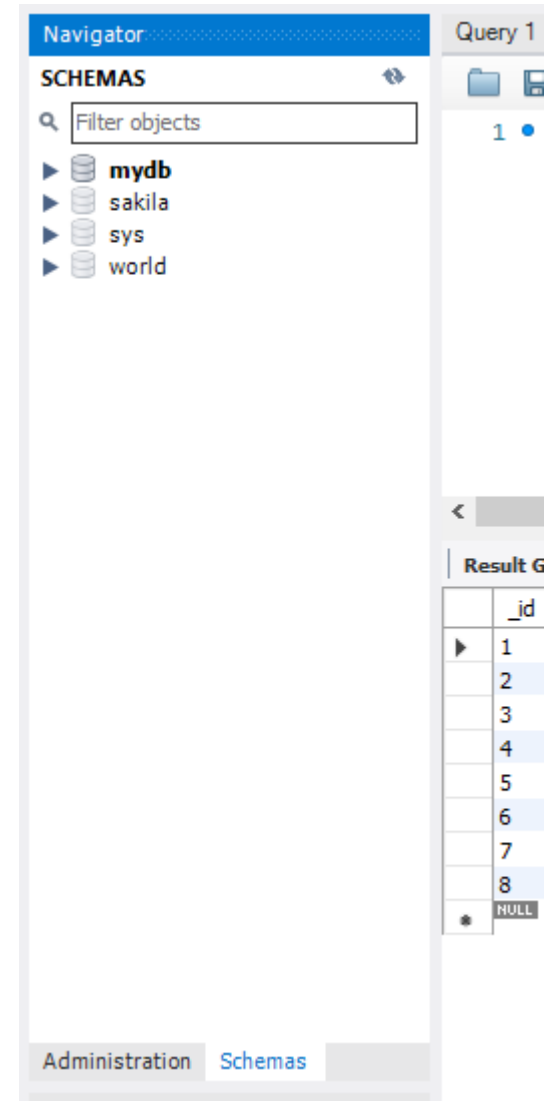 Navigator
SCHEMAS
Filter objects
mydb
sakila
sys
world
Administration Schemas
Query 1
1
Result G
_id
1
2
3
4
5
6
7
8
NULL